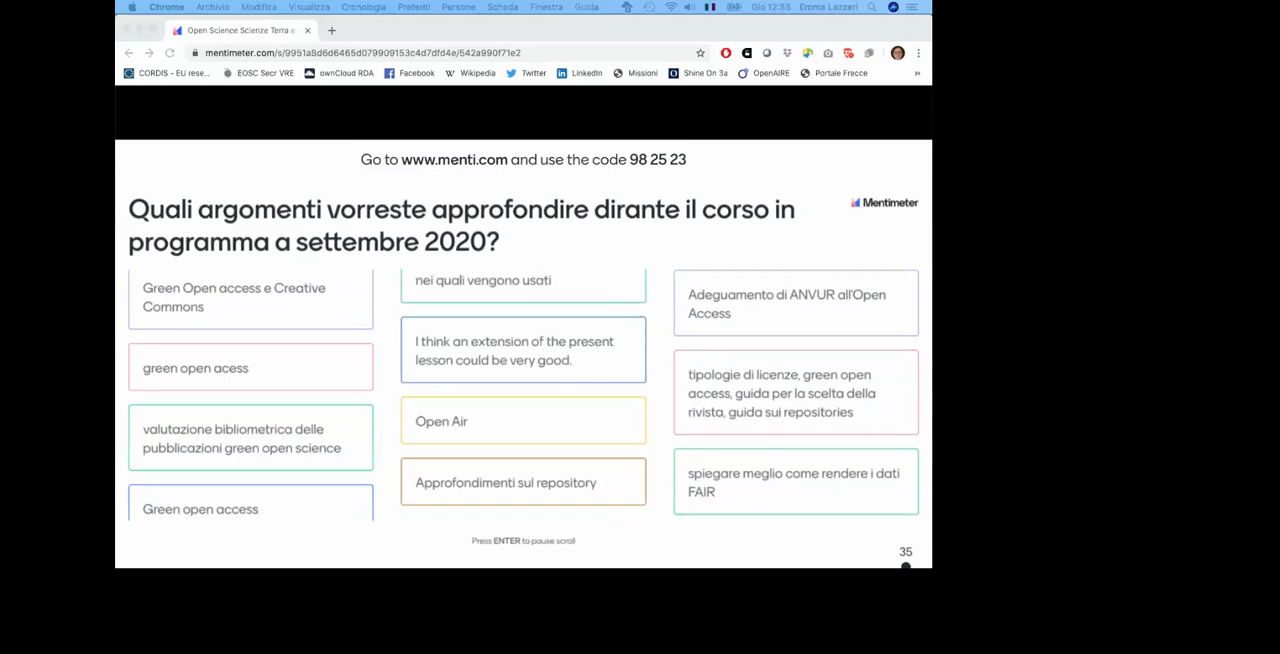 Chrome Archivio Modifica Visualizza Cronologia Preferiti Persone Scheda Finestra Guida Gio 12:55 Emma Lazzeri
Open Science Scienze Terra e
mentimeter.com/s/9951a8d6d6465d079909153c4d7dfd4e/542a990f71e2
CORDIS - EU rese... EOSC Secr VRE ownCloud RDA Facebook Wikipedia Twitter LinkedIn Missioni Shine On 3a OpenAIRE Portale Frecce »
Go to www.menti.com and use the code 98 25 23
Quali argomenti vorreste approfondire dirante il corso in
programma a settembre 2020?
Mentimeter
Green Open access e Creative
Commons
green open acess
valutazione bibliometrica delle
pubblicazioni green open science
Green open access
nei quali vengono usati
I think an extension of the present
lesson could be very good.
Open Air
Approfondimenti sul repository
Adeguamento di ANVUR all'Open
Access
tipologie di licenze, green open
access, guida per la scelta della
rivista, guida sui repositories
spiegare meglio come rendere i dati
FAIR
Press ENTER to pause scroll
35